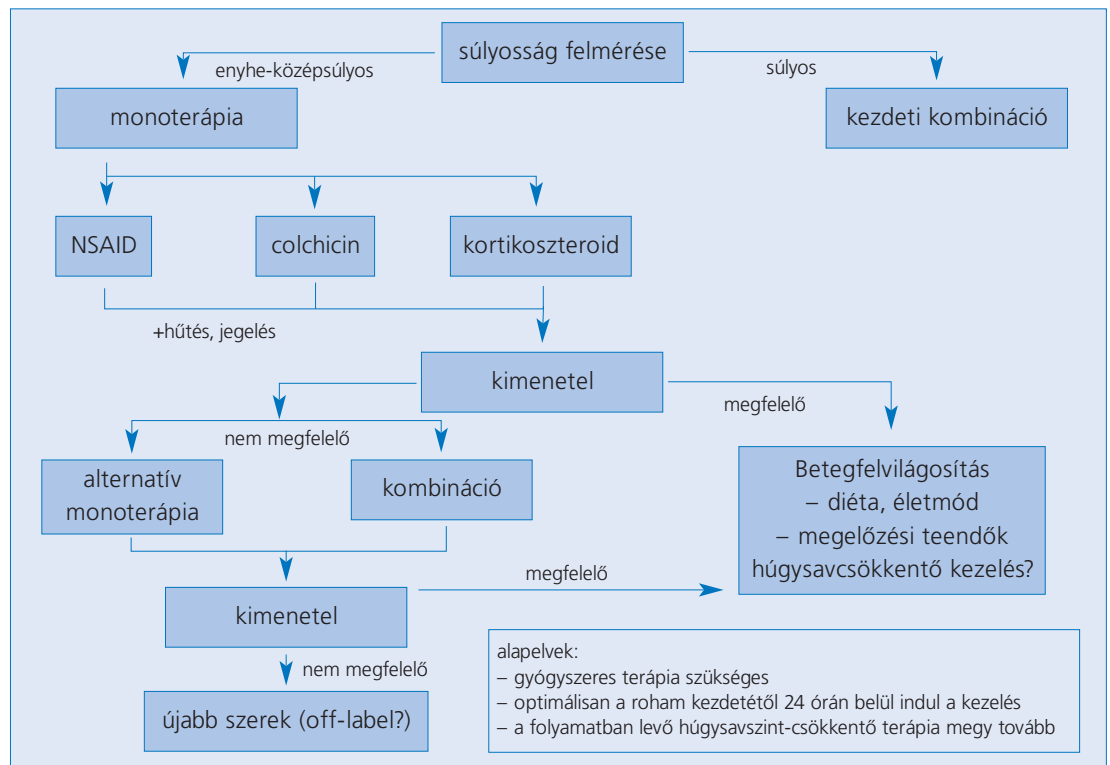 súlyosság felmérése
enyhe-középsúlyos
súlyos
monoterápia
kezdeti kombináció
NSAID
colchicin
kortikoszteroid
+hűtés, jegelés
kimenetel
megfelelő
nem megfelelő
alternatív
monoterápia
kombináció
Betegfelvilágosítás
– diéta, életmód
– megelőzési teendők
húgysavcsökkentő kezelés?
megfelelő
kimenetel
nem megfelelő
újabb szerek (off-label?)
alapelvek:
– gyógyszeres terápia szükséges
– optimálisan a roham kezdetétől 24 órán belül indul a kezelés
– a folyamatban levő húgysavszint-csökkentő terápia megy tovább